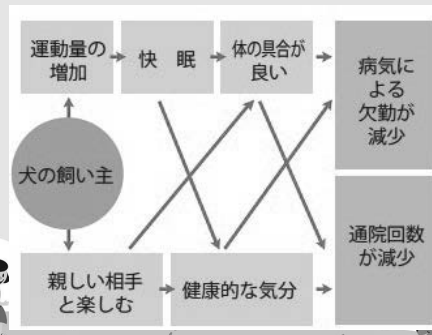 運動量の
増加
快　眠
体の具合が
良い
病気に
よる
欠勤が
減少
犬の飼い主
親しい相手
と楽しむ
健康的な気分
通院回数
が減少